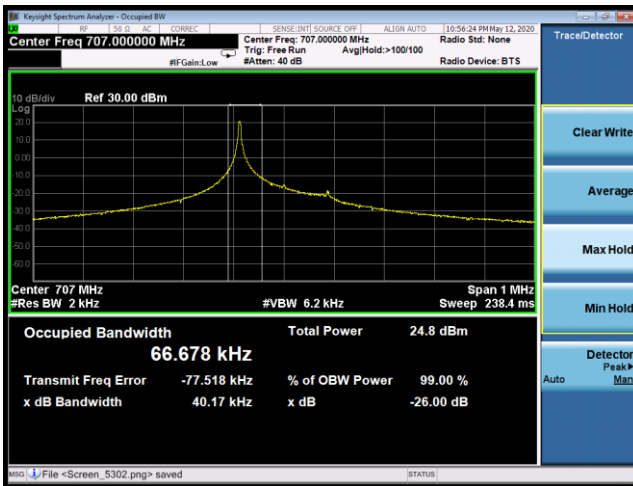 Keysight Spectrum Analyzer - Occupied BW
RF 50 Ω AC CORREC SENSE:INT SOURCE OFF ALIGN AUTO 10:56:24 PM May 12, 2020
Center Freq 707.000000 MHz
Center Freq: 707.000000 MHz
Radio Std: None
Trig: Free Run Avg|Hold:>100/100
#IFGain:Low
#Atten: 40 dB
Radio Device: BTS
Trace/Detector
10 dB/div Ref 30.00 dBm
Log
20.0
10.0
0.00
-10.0
-20.0
-30.0
-40.0
-50.0
-60.0
Center 707 MHz
Span 1 MHz
#Res BW 2 kHz
#VBW 6.2 kHz
Sweep 238.4 ms
Occupied Bandwidth
66.678 kHz
Total Power 24.8 dBm
Transmit Freq Error -77.518 kHz
% of OBW Power 99.00 %
x dB Bandwidth 40.17 kHz
x dB -26.00 dB
Clear Write
Average
Max Hold
Min Hold
Detector
Peak▶
Auto Man
MSG File <Screen_5302.png> saved
STATUS